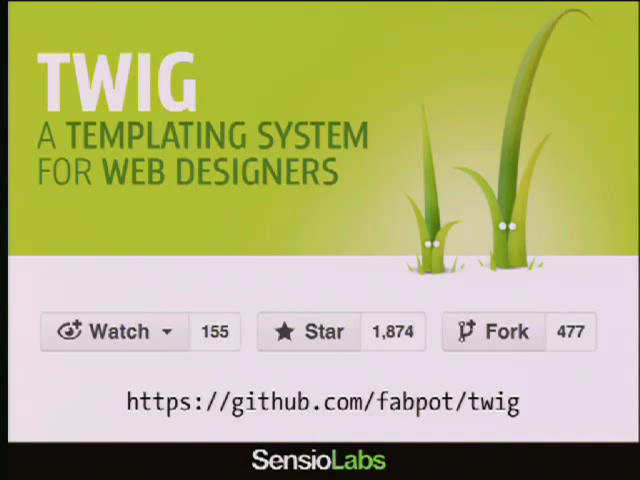 TWIG
A TEMPLATING SYSTEM
FOR WEB DESIGNERS
Watch 155 Star 1,874 Fork 477
https://github.com/fabpot/twig
SensioLabs